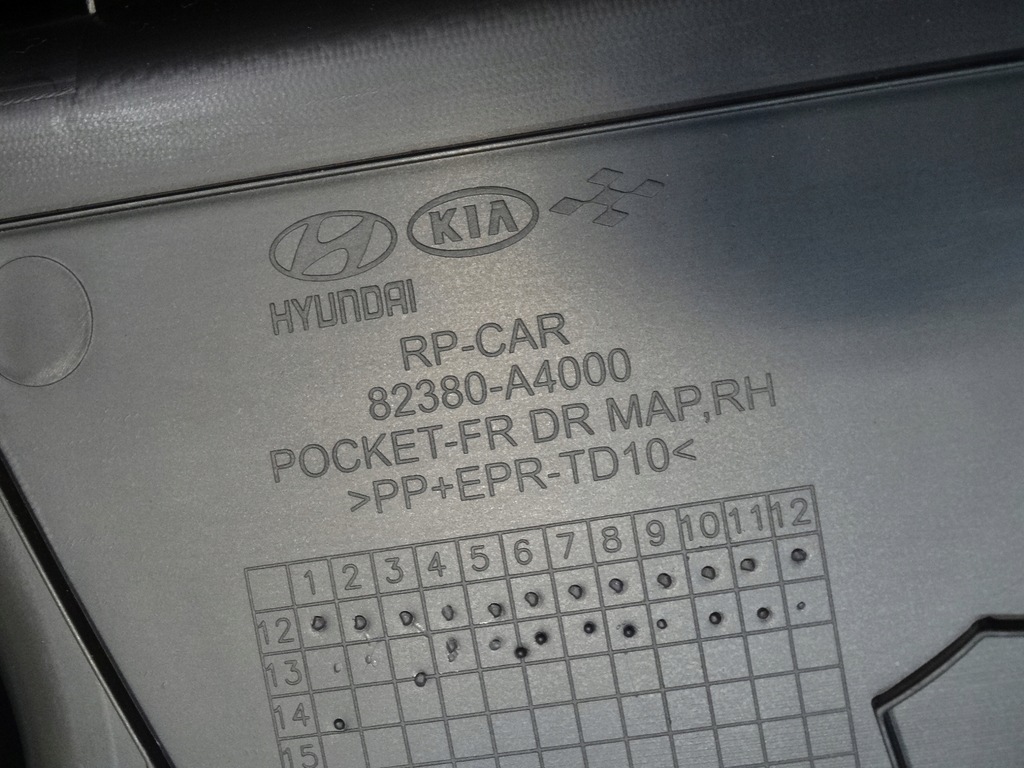 KIA
HYUNDAI
RP-CAR
82380-A4000
POCKET-FR DR MAP,RH
>PP+EPR-TD10<
1 2 3 4 5 6 7 8 9 10 11 12
12
13
14
15